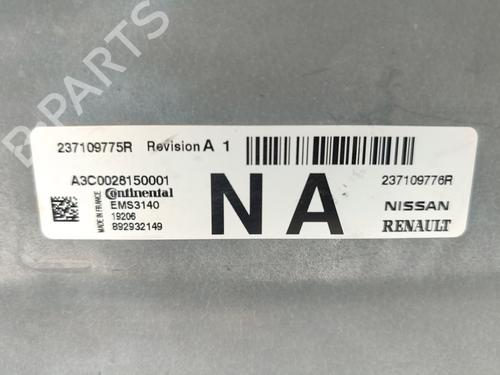 B-PARTS
237109775R Revision A 1
A3C0028150001
Continental
MADE IN FRANCE
EMS3140
19206
892932149
NA
237109776R
NISSAN
RENAULT